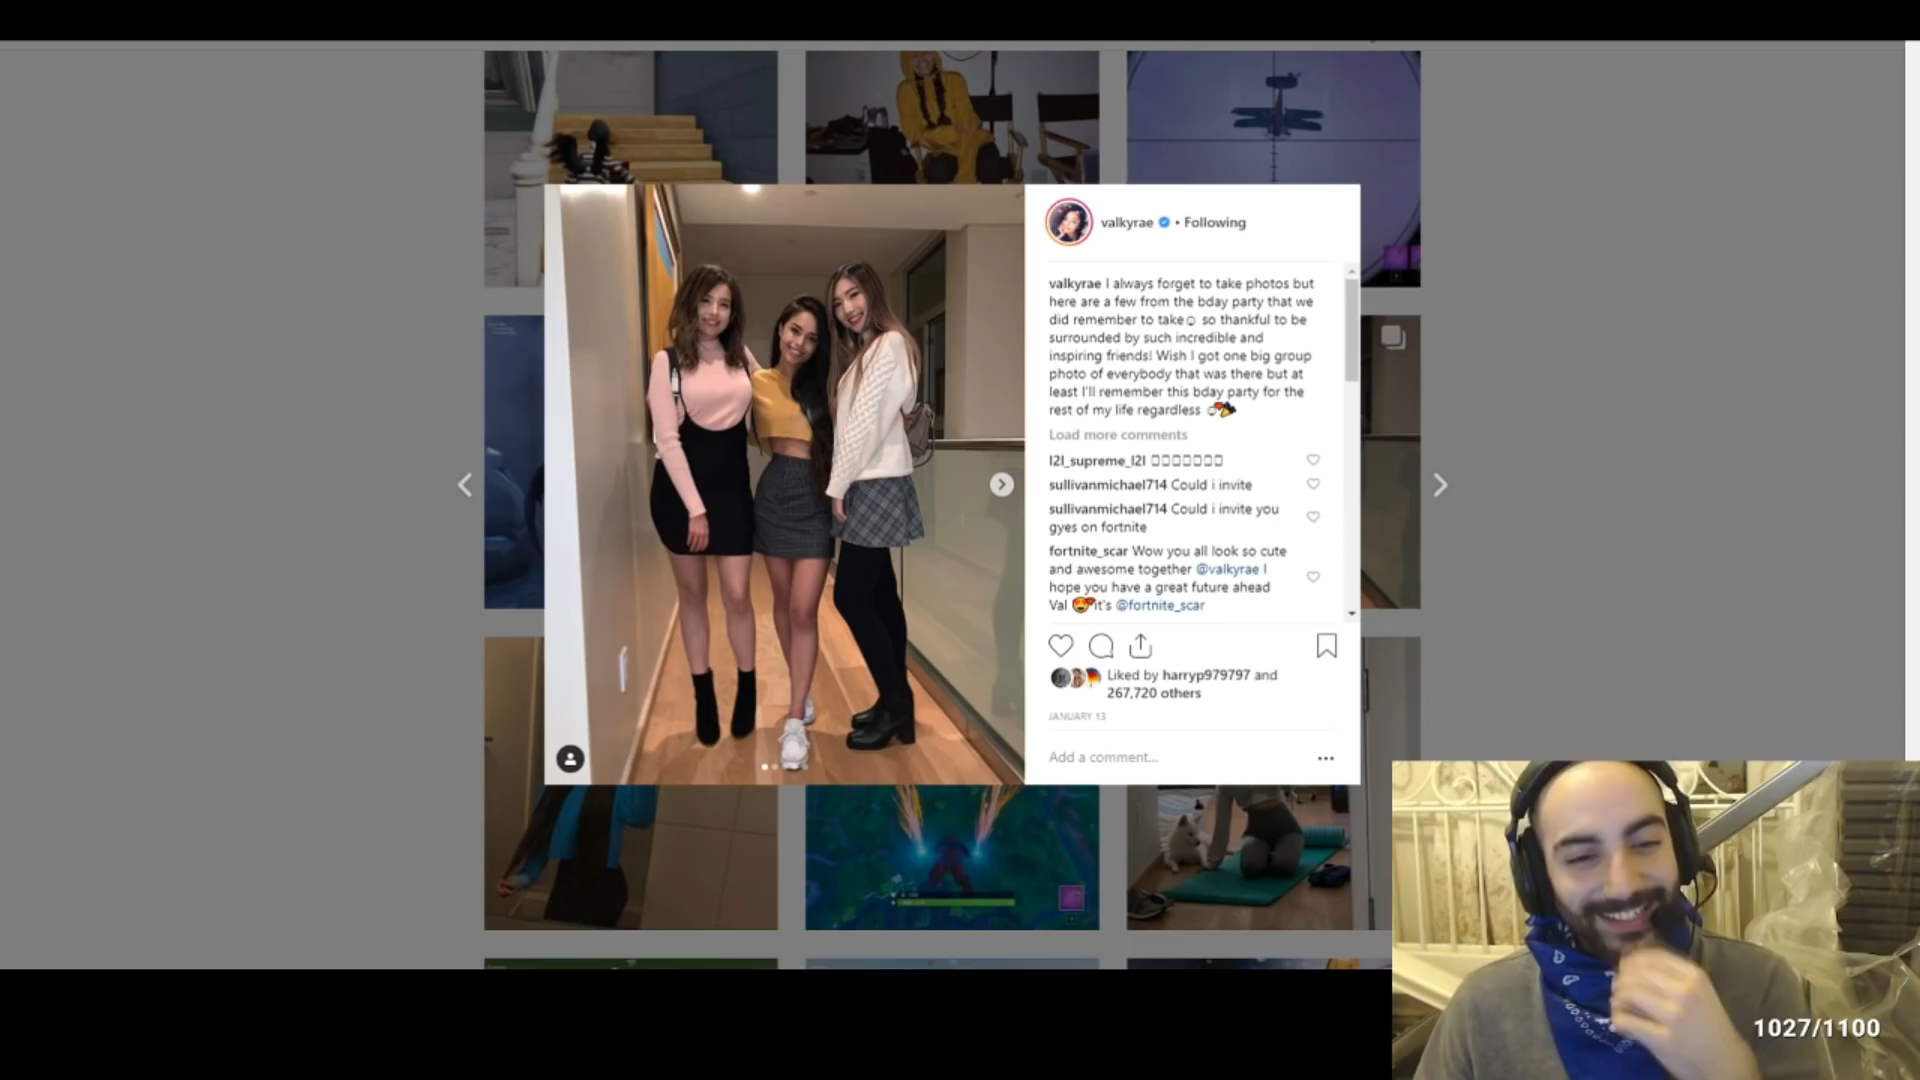 valkyrae • Following
valkyrae I always forget to take photos but
here are a few from the bday party that we
did remember to take so thankful to be
surrounded by such incredible and
inspiring friends! Wish I got one big group
photo of everybody that was there but at
least I'll remember this bday party for the
rest of my life regardless
Load more comments
l2l_supreme_l2l
sullivanmichael714 Could i invite
sullivanmichael714 Could i invite you
gyes on fortnite
fortnite_scar Wow you all look so cute
and awesome together @valkyrae I
hope you have a great future ahead
Val 😍it's @fortnite_scar
Liked by harryp979797 and
267,720 others
JANUARY 13
Add a comment...
1027/1100